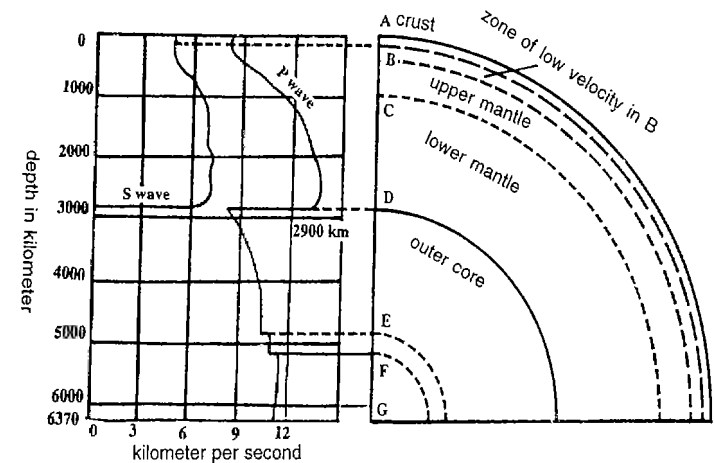 A crust
zone of low velocity in B
0
B
P wave
upper mantle
1000
C
lower mantle
2000
S wave
D
3000
2900 km
outer core
4000
depth in kilometer
E
5000
F
6000
6370
G
0 3 6 9 12
kilometer per second